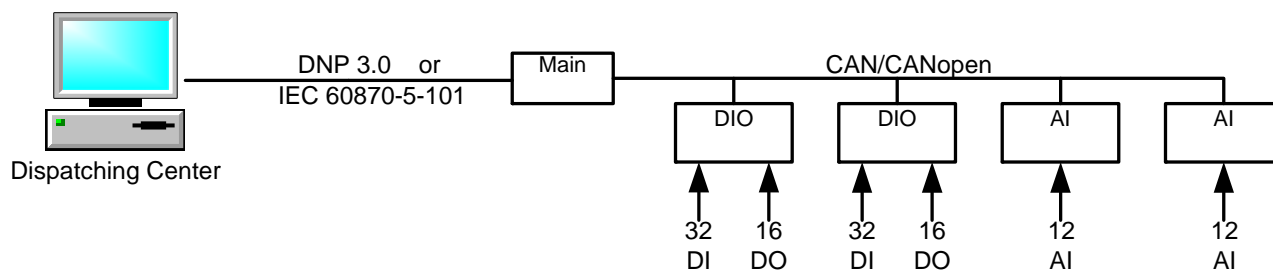 DNP 3.0 or
IEC 60870-5-101
Main
CAN/CANopen
DIO
DIO
AI
AI
Dispatching Center
32
DI
16
DO
32
DI
16
DO
12
AI
12
AI